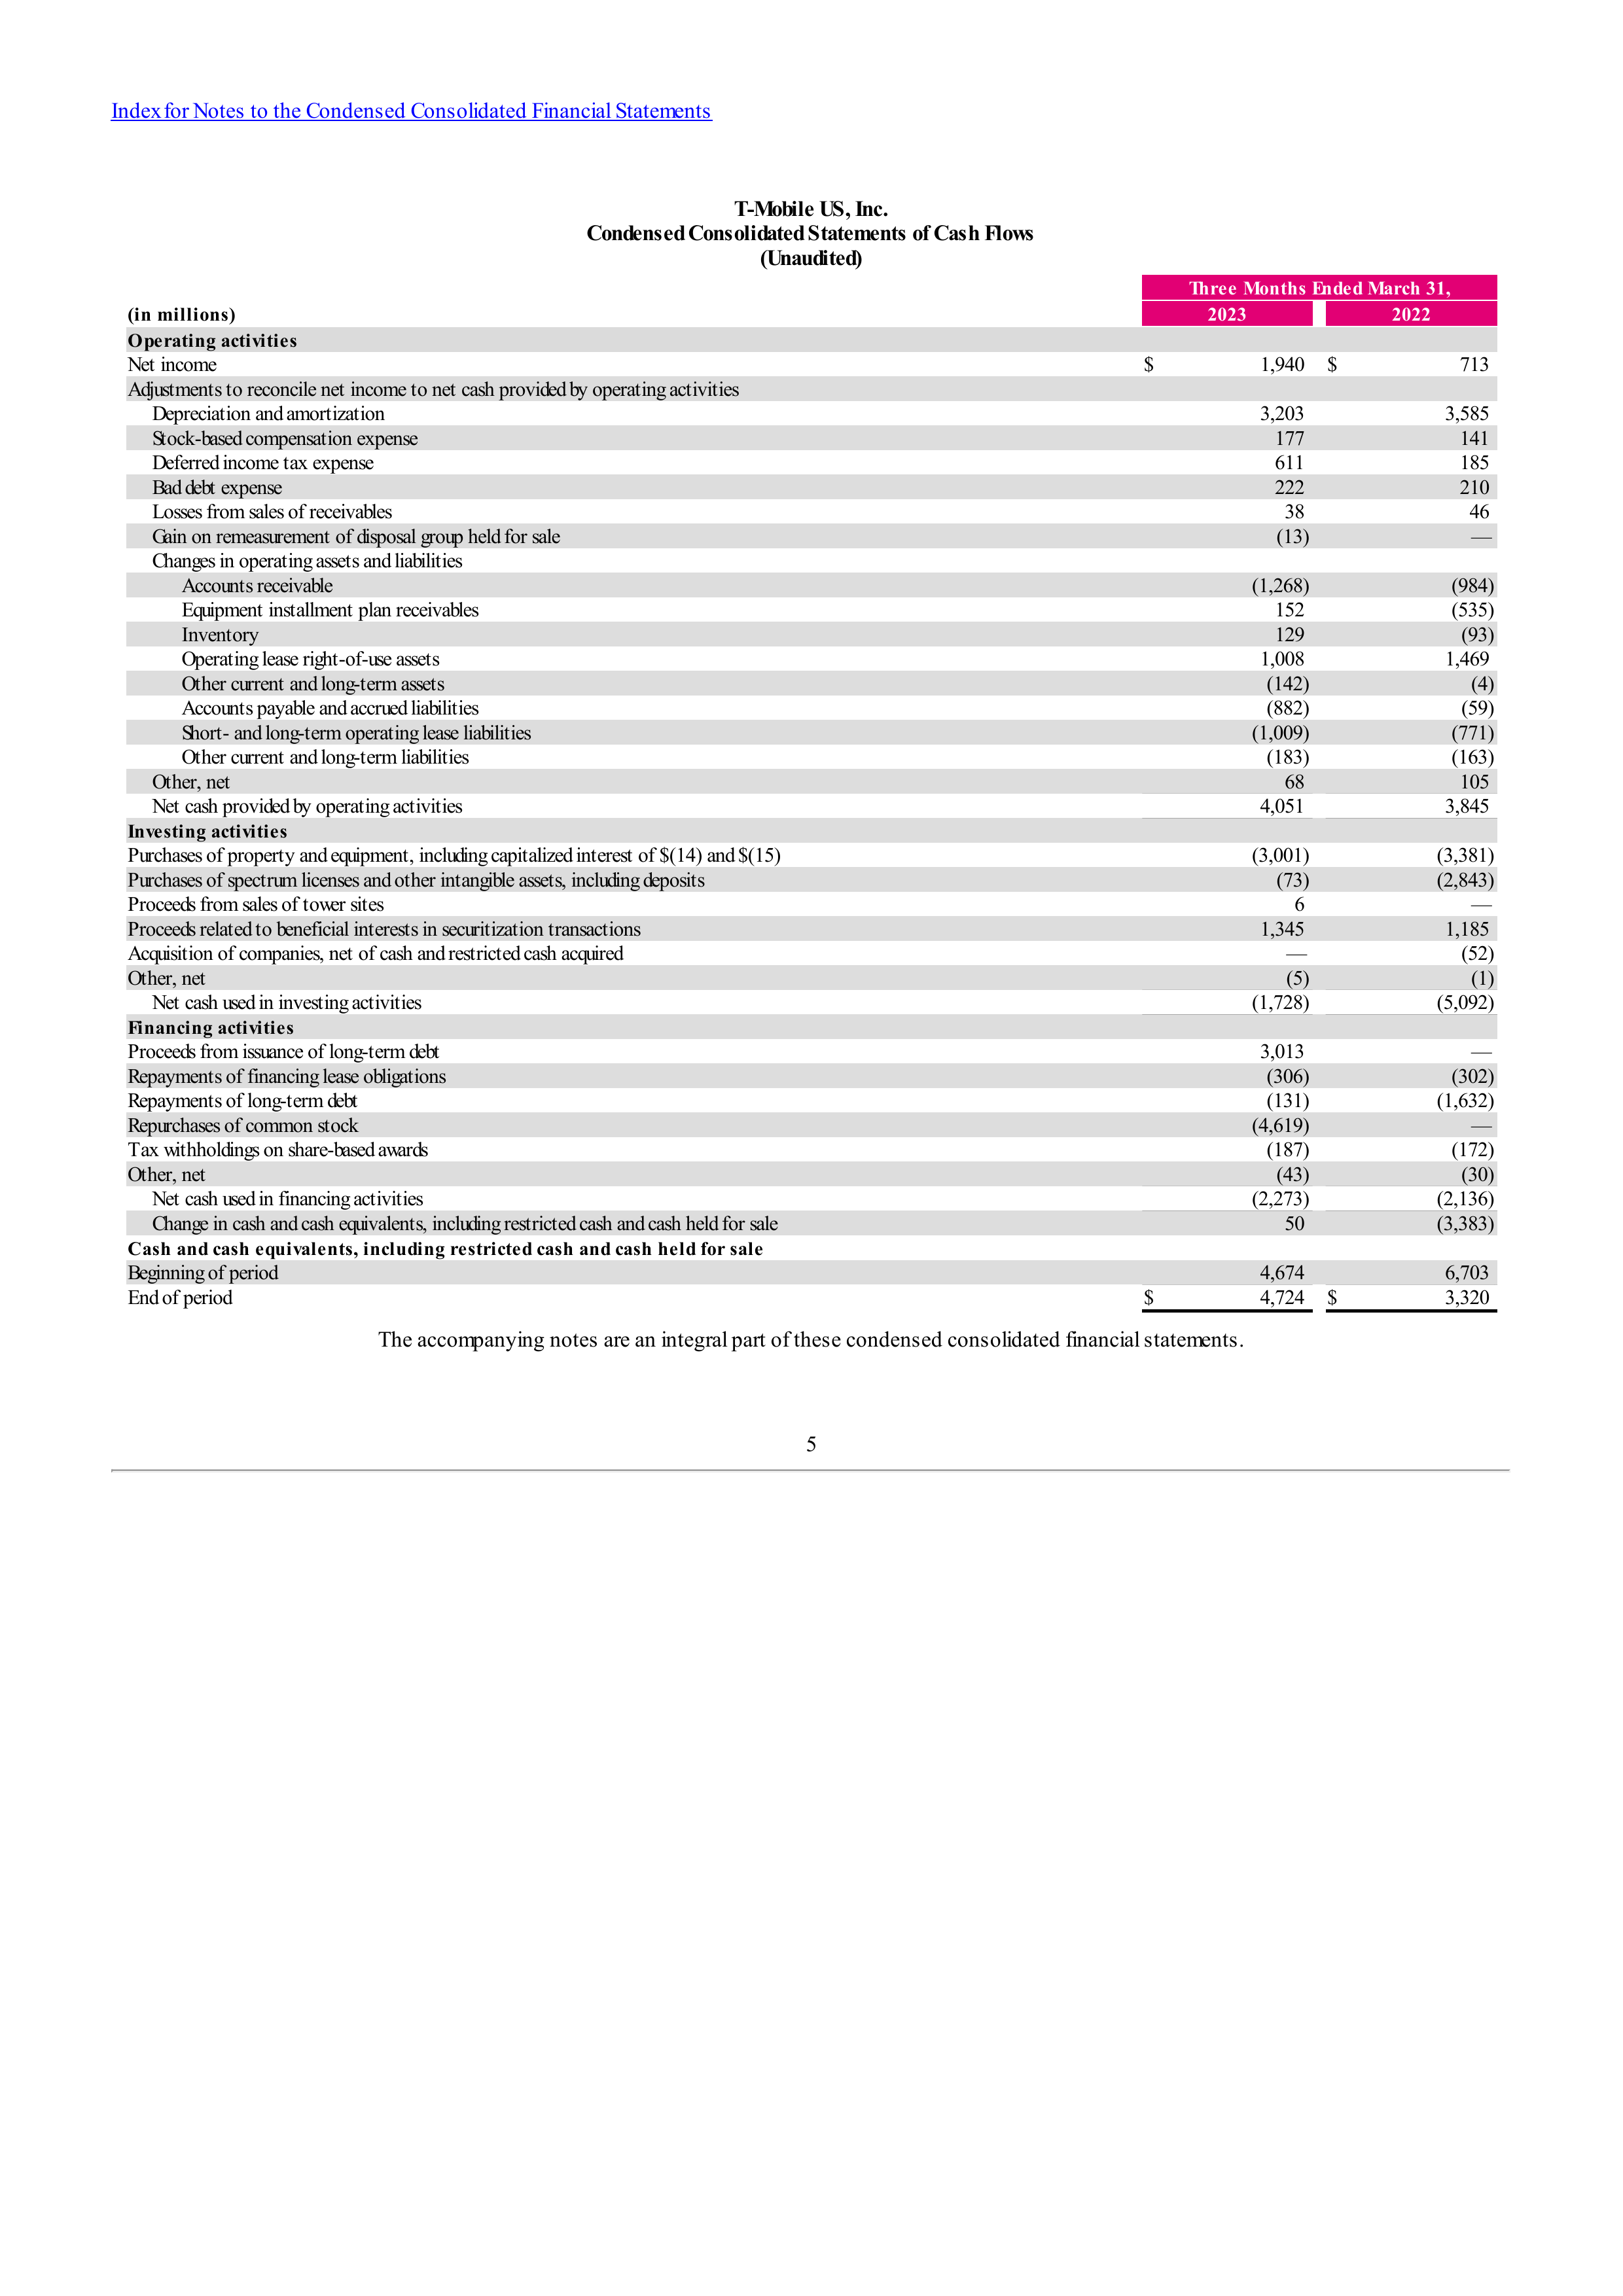 Index for Notes to the Condensed Consolidated Financial Statements
T-Mobile US, Inc.
Condensed Consolidated Statements of Cash Flows
(Unaudited)
Three Months Ended March 31,
(in millions) 2023 2022
Operating activities
Net income $ 1,940 $ 713
Adjustments to reconcile net income to net cash provided by operating activities
Depreciation and amortization 3,203 3,585
Stock-based compensation expense 177 141
Deferred income tax expense 611 185
Bad debt expense 222 210
Losses from sales of receivables 38 46
Gain on remeasurement of disposal group held for sale (13) —
Changes in operating assets and liabilities
Accounts receivable (1,268) (984)
Equipment installment plan receivables 152 (535)
Inventory 129 (93)
Operating lease right-of-use assets 1,008 1,469
Other current and long-term assets (142) (4)
Accounts payable and accrued liabilities (882) (59)
Short- and long-term operating lease liabilities (1,009) (771)
Other current and long-term liabilities (183) (163)
Other, net 68 105
Net cash provided by operating activities 4,051 3,845
Investing activities
Purchases of property and equipment, including capitalized interest of $(14) and $(15) (3,001) (3,381)
Purchases of spectrum licenses and other intangible assets, including deposits (73) (2,843)
Proceeds from sales of tower sites 6 —
Proceeds related to beneficial interests in securitization transactions 1,345 1,185
Acquisition of companies, net of cash and restricted cash acquired — (52)
Other, net (5) (1)
Net cash used in investing activities (1,728) (5,092)
Financing activities
Proceeds from issuance of long-term debt 3,013 —
Repayments of financing lease obligations (306) (302)
Repayments of long-term debt (131) (1,632)
Repurchases of common stock (4,619) —
Tax withholdings on share-based awards (187) (172)
Other, net (43) (30)
Net cash used in financing activities (2,273) (2,136)
Change in cash and cash equivalents, including restricted cash and cash held for sale 50 (3,383)
Cash and cash equivalents, including restricted cash and cash held for sale
Beginning of period 4,674 6,703
End of period $ 4,724 $ 3,320
The accompanying notes are an integral part of these condensed consolidated financial statements.
5